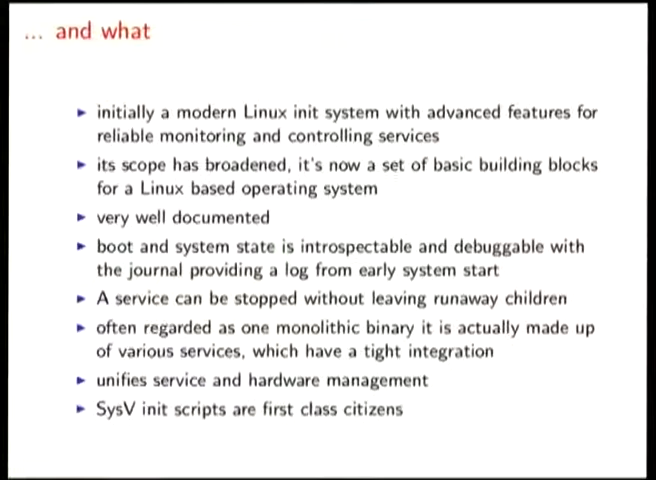 ... and what
initially a modern Linux init system with advanced features for
reliable monitoring and controlling services
its scope has broadened, it's now a set of basic building blocks
for a Linux based operating system
very well documented
boot and system state is introspectable and debuggable with
the journal providing a log from early system start
A service can be stopped without leaving runaway children
often regarded as one monolithic binary it is actually made up
of various services, which have a tight integration
unifies service and hardware management
SysV init scripts are first class citizens